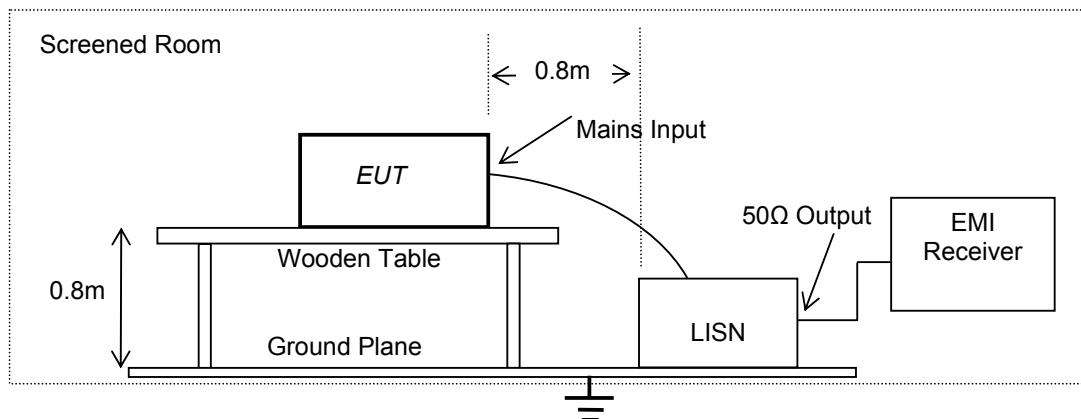 Screened Room
0.8m
Mains Input
EUT
50Ω Output
EMI
Receiver
Wooden Table
0.8m
LISN
Ground Plane